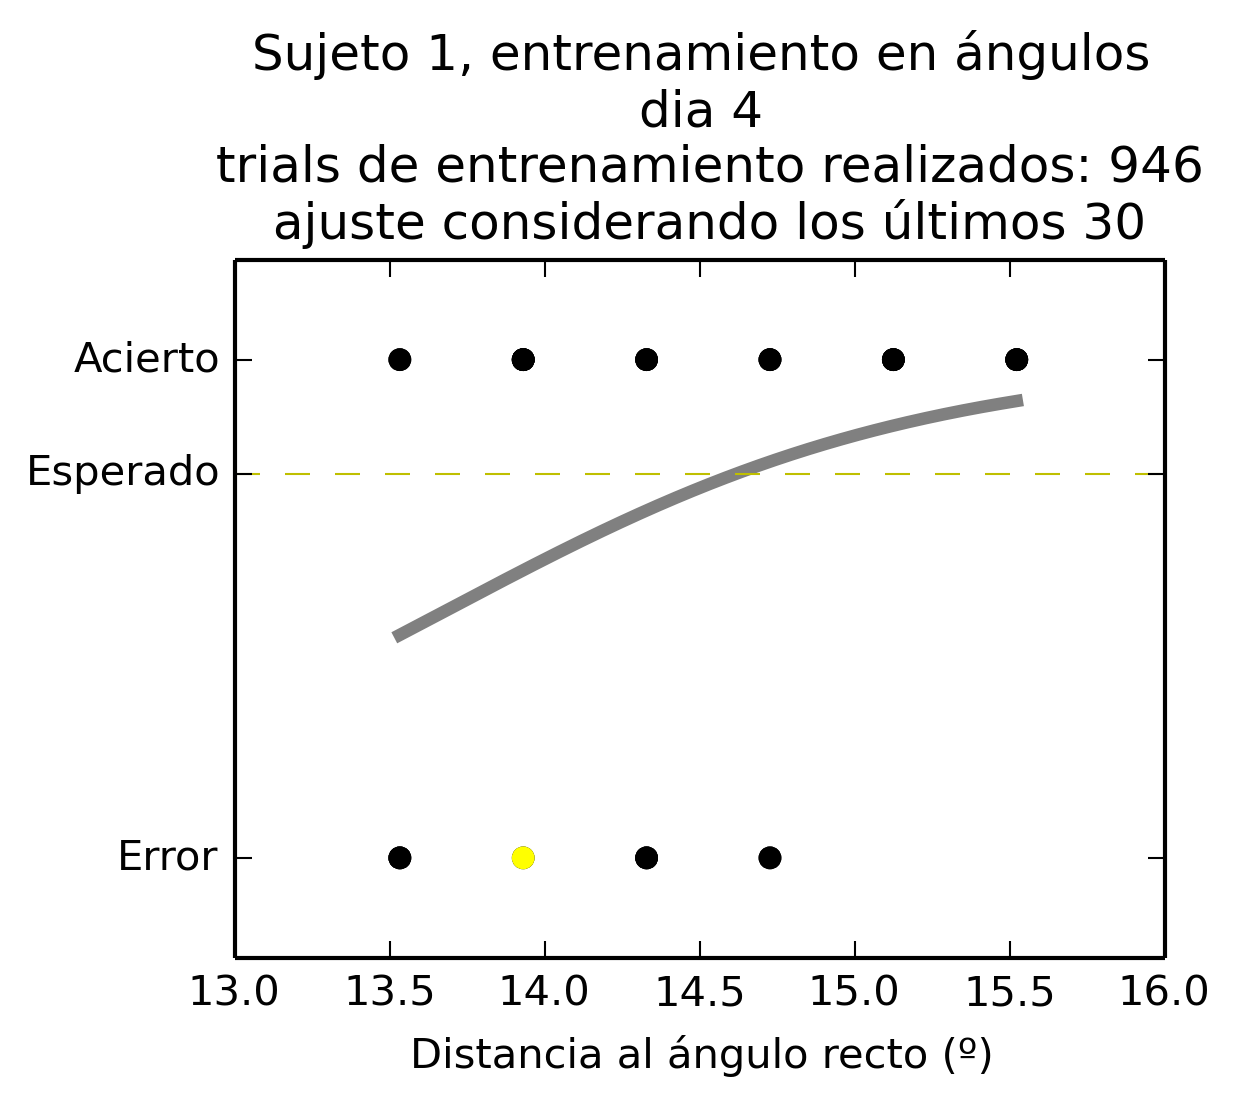 Sujeto 1, entrenamiento en ángulos
dia 4
trials de entrenamiento realizados: 946
ajuste considerando los últimos 30
Acierto
Esperado
Error
13.0 13.5 14.0 14.5 15.0 15.5 16.0
Distancia al ángulo recto (º)